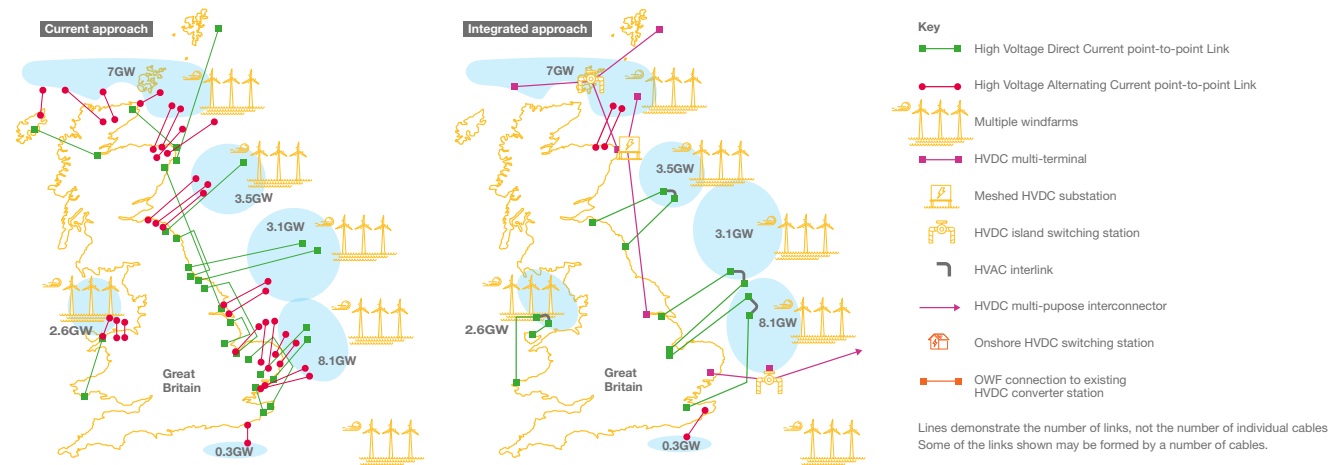 Current approach
7GW
3.5GW
3.1GW
2.6GW
8.1GW
Great
Britain
0.3GW
Integrated approach
7GW
3.5GW
3.1GW
2.6GW
8.1GW
Great
Britain
0.3GW
Key
High Voltage Direct Current point-to-point Link
High Voltage Alternating Current point-to-point Link
Multiple windfarms
HVDC multi-terminal
Meshed HVDC substation
HVDC island switching station
HVAC interlink
HVDC multi-pupose interconnector
Onshore HVDC switching station
OWF connection to existing
HVDC converter station
Lines demonstrate the number of links, not the number of individual cables
Some of the links shown may be formed by a number of cables.